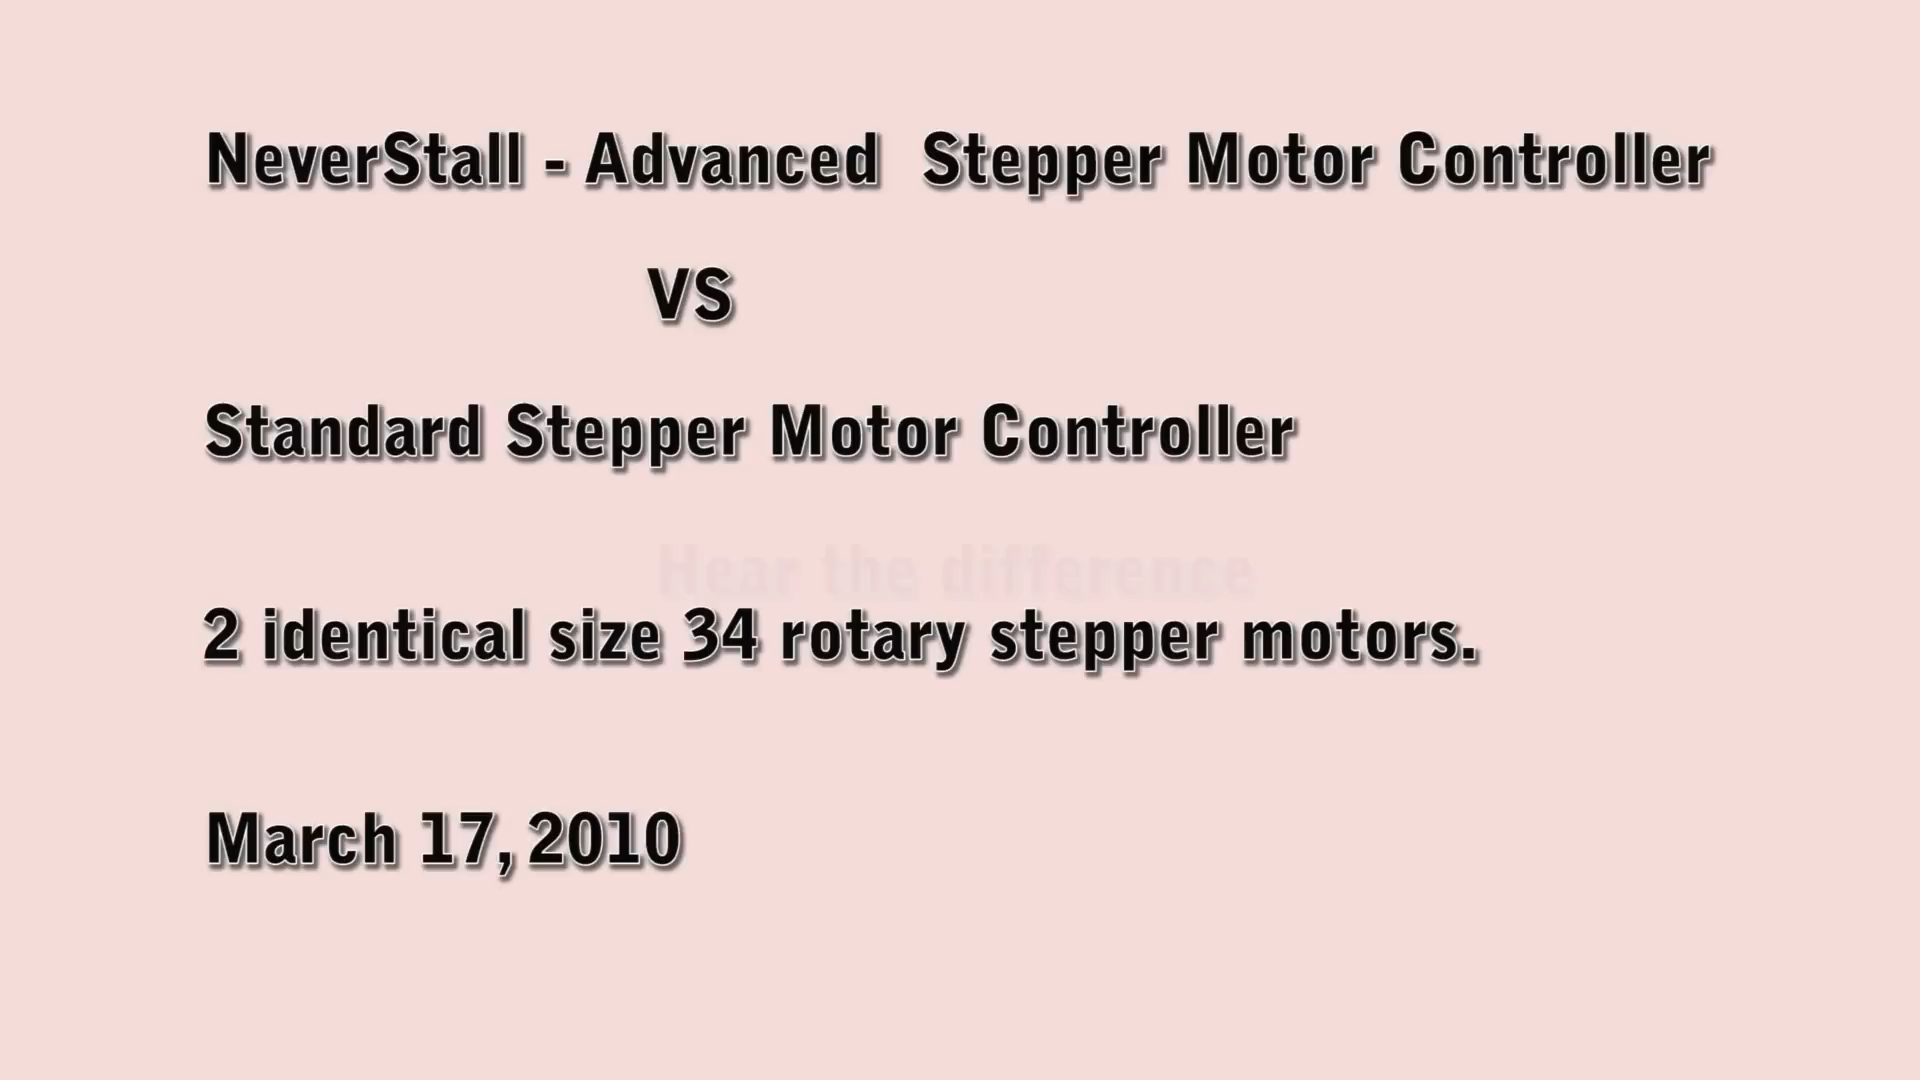 NeverStall - Advanced  Stepper Motor Controller
VS
Standard Stepper Motor Controller
Hear the difference
2 identical size 34 rotary stepper motors.
March 17, 2010